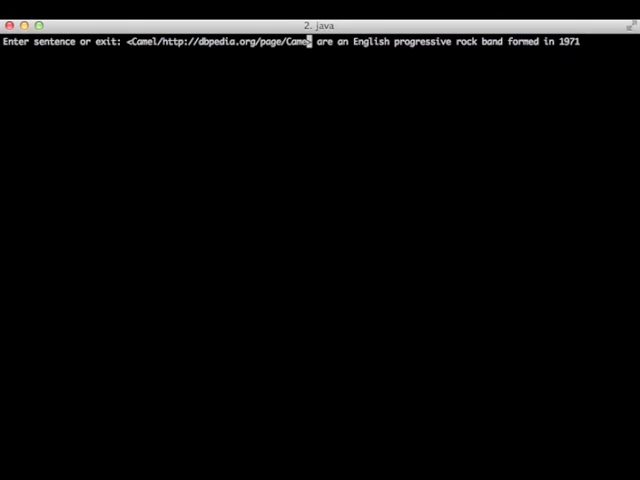 2. java
Enter sentence or exit: <Camel/http://dbpedia.org/page/Came> are an English progressive rock band formed in 1971